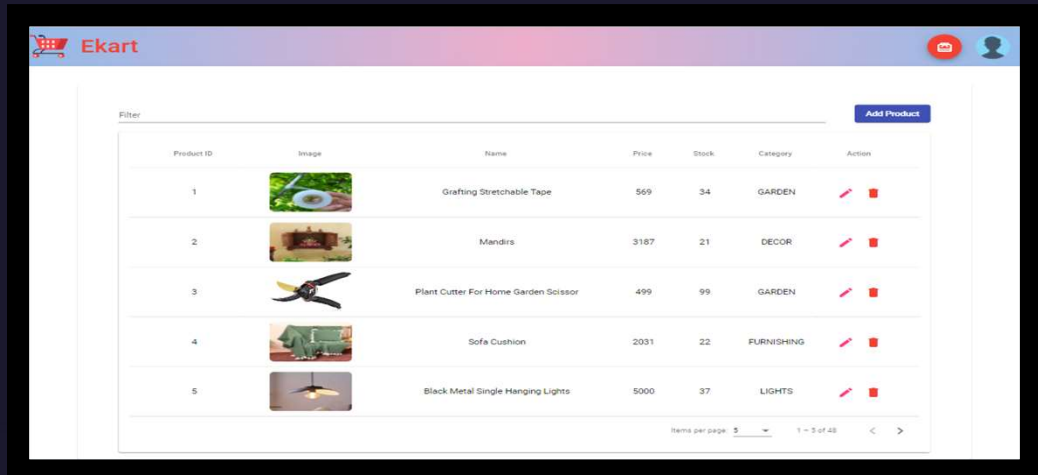 Ekart
Filter
Add Product
Product ID Image Name Price Stock Category Action
1 Grafting Stretchable Tape 569 34 GARDEN
2 Mandirs 3187 21 DECOR
3 Plant Cutter For Home Garden Scissor 499 99 GARDEN
4 Sofa Cushion 2031 22 FURNISHING
5 Black Metal Single Hanging Lights 5000 37 LIGHTS
Items per page: 5 1 – 5 of 48